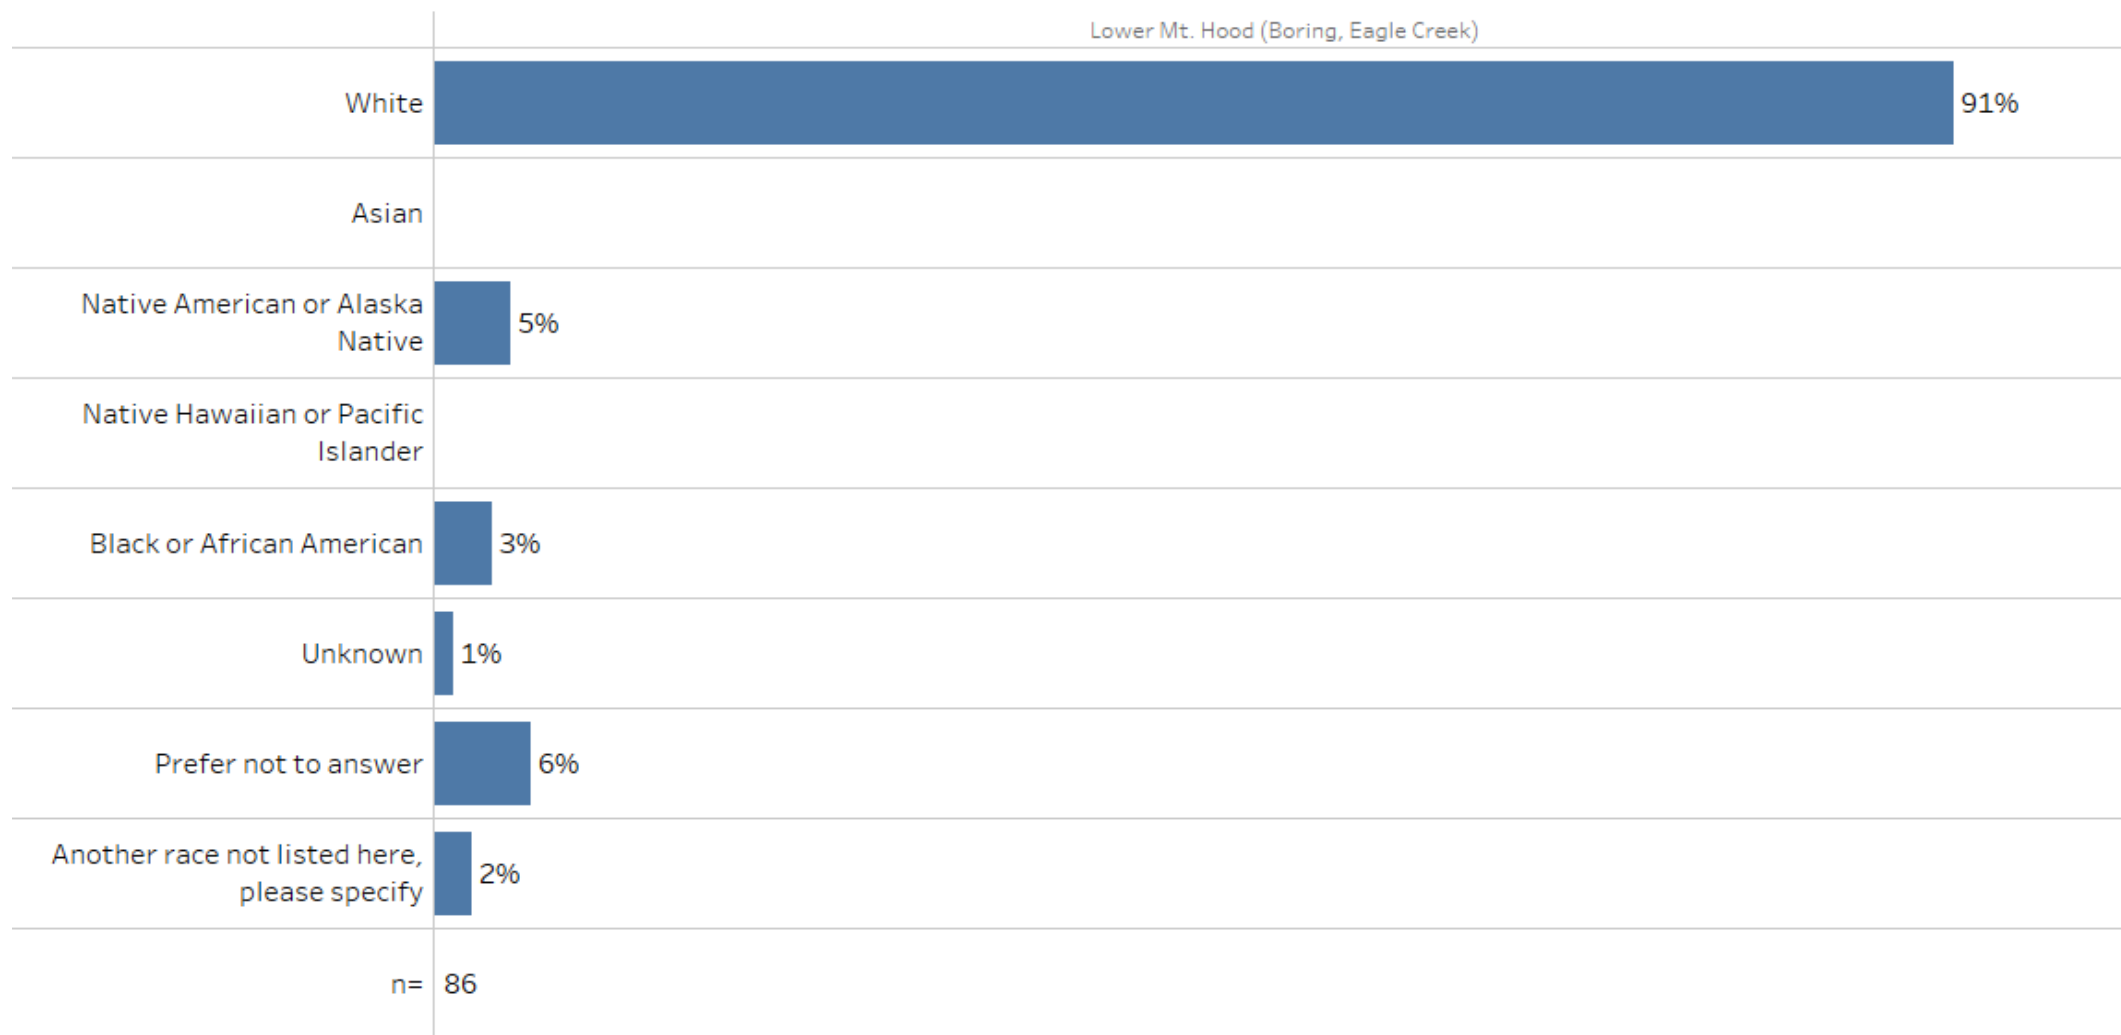 Lower Mt. Hood (Boring, Eagle Creek)
White
91%
Asian
Native American or Alaska
Native
5%
Native Hawaiian or Pacific
Islander
Black or African American
3%
Unknown
1%
Prefer not to answer
6%
Another race not listed here,
please specify
2%
n=
86